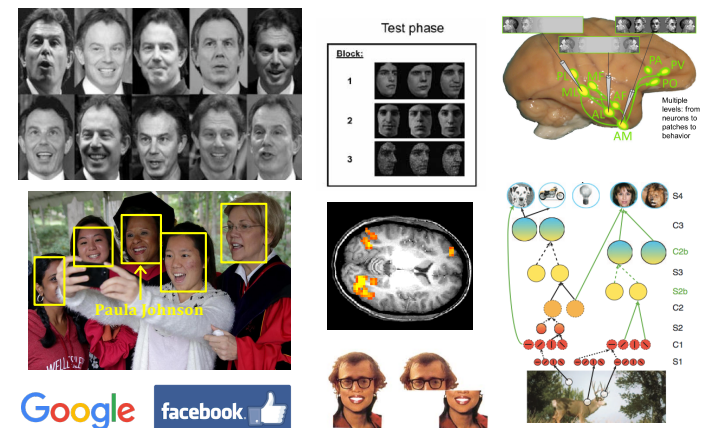 Test phase
Block:
1
2
3
PL
ML
MF
AF
AL
AM
PA
PV
PO
Multiple
levels: from
neurons to
patches to
behavior
Paula Johnson
WELLESLEY
S4
C3
C2b
S3
S2b
C2
S2
C1
S1
Google
facebook